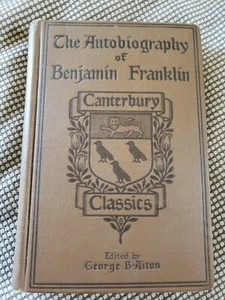 The Autobiography
of
Benjamin Franklin
Canterbury
Classics
Edited by
George B. Aiton